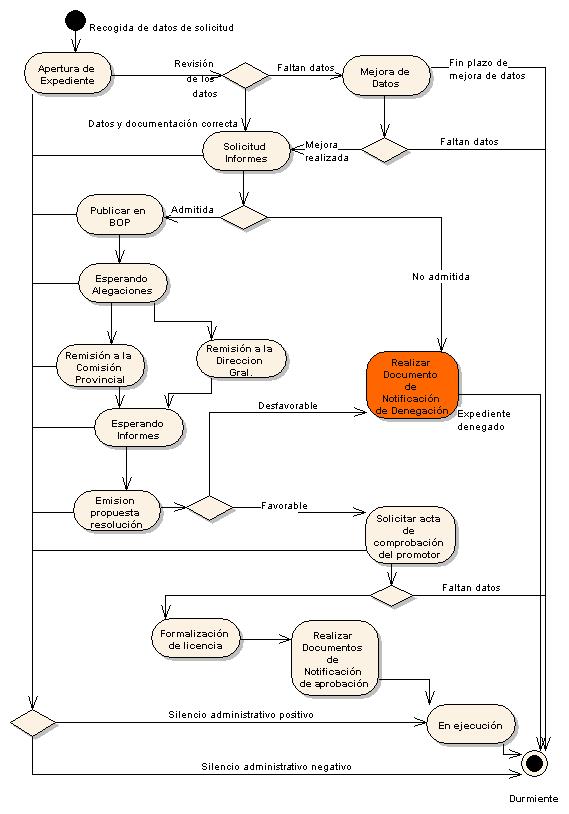 Recogida de datos de solicitud
Apertura de
Expediente
Revisión
de los
datos
Faltan datos
Mejora de
Datos
Fin plazo de
mejora de datos
Datos y documentación correcta
Solicitud
Informes
Mejora
realizada
Faltan datos
Publicar en
BOP
Admitida
No admitida
Esperando
Alegaciones
Remisión a la
Comisión
Provincial
Remisión a la
Direccion
Gral.
Realizar
Documento
de
Notificación
de Denegación
Expediente
denegado
Esperando
Informes
Desfavorable
Emision
propuesta
resolución
Favorable
Solicitar acta
de
comprobación
del promotor
Faltan datos
Formalización
de licencia
Realizar
Documentos
de
Notificación
de aprobación
Silencio administrativo positivo
En ejecución
Silencio administrativo negativo
Durmiente